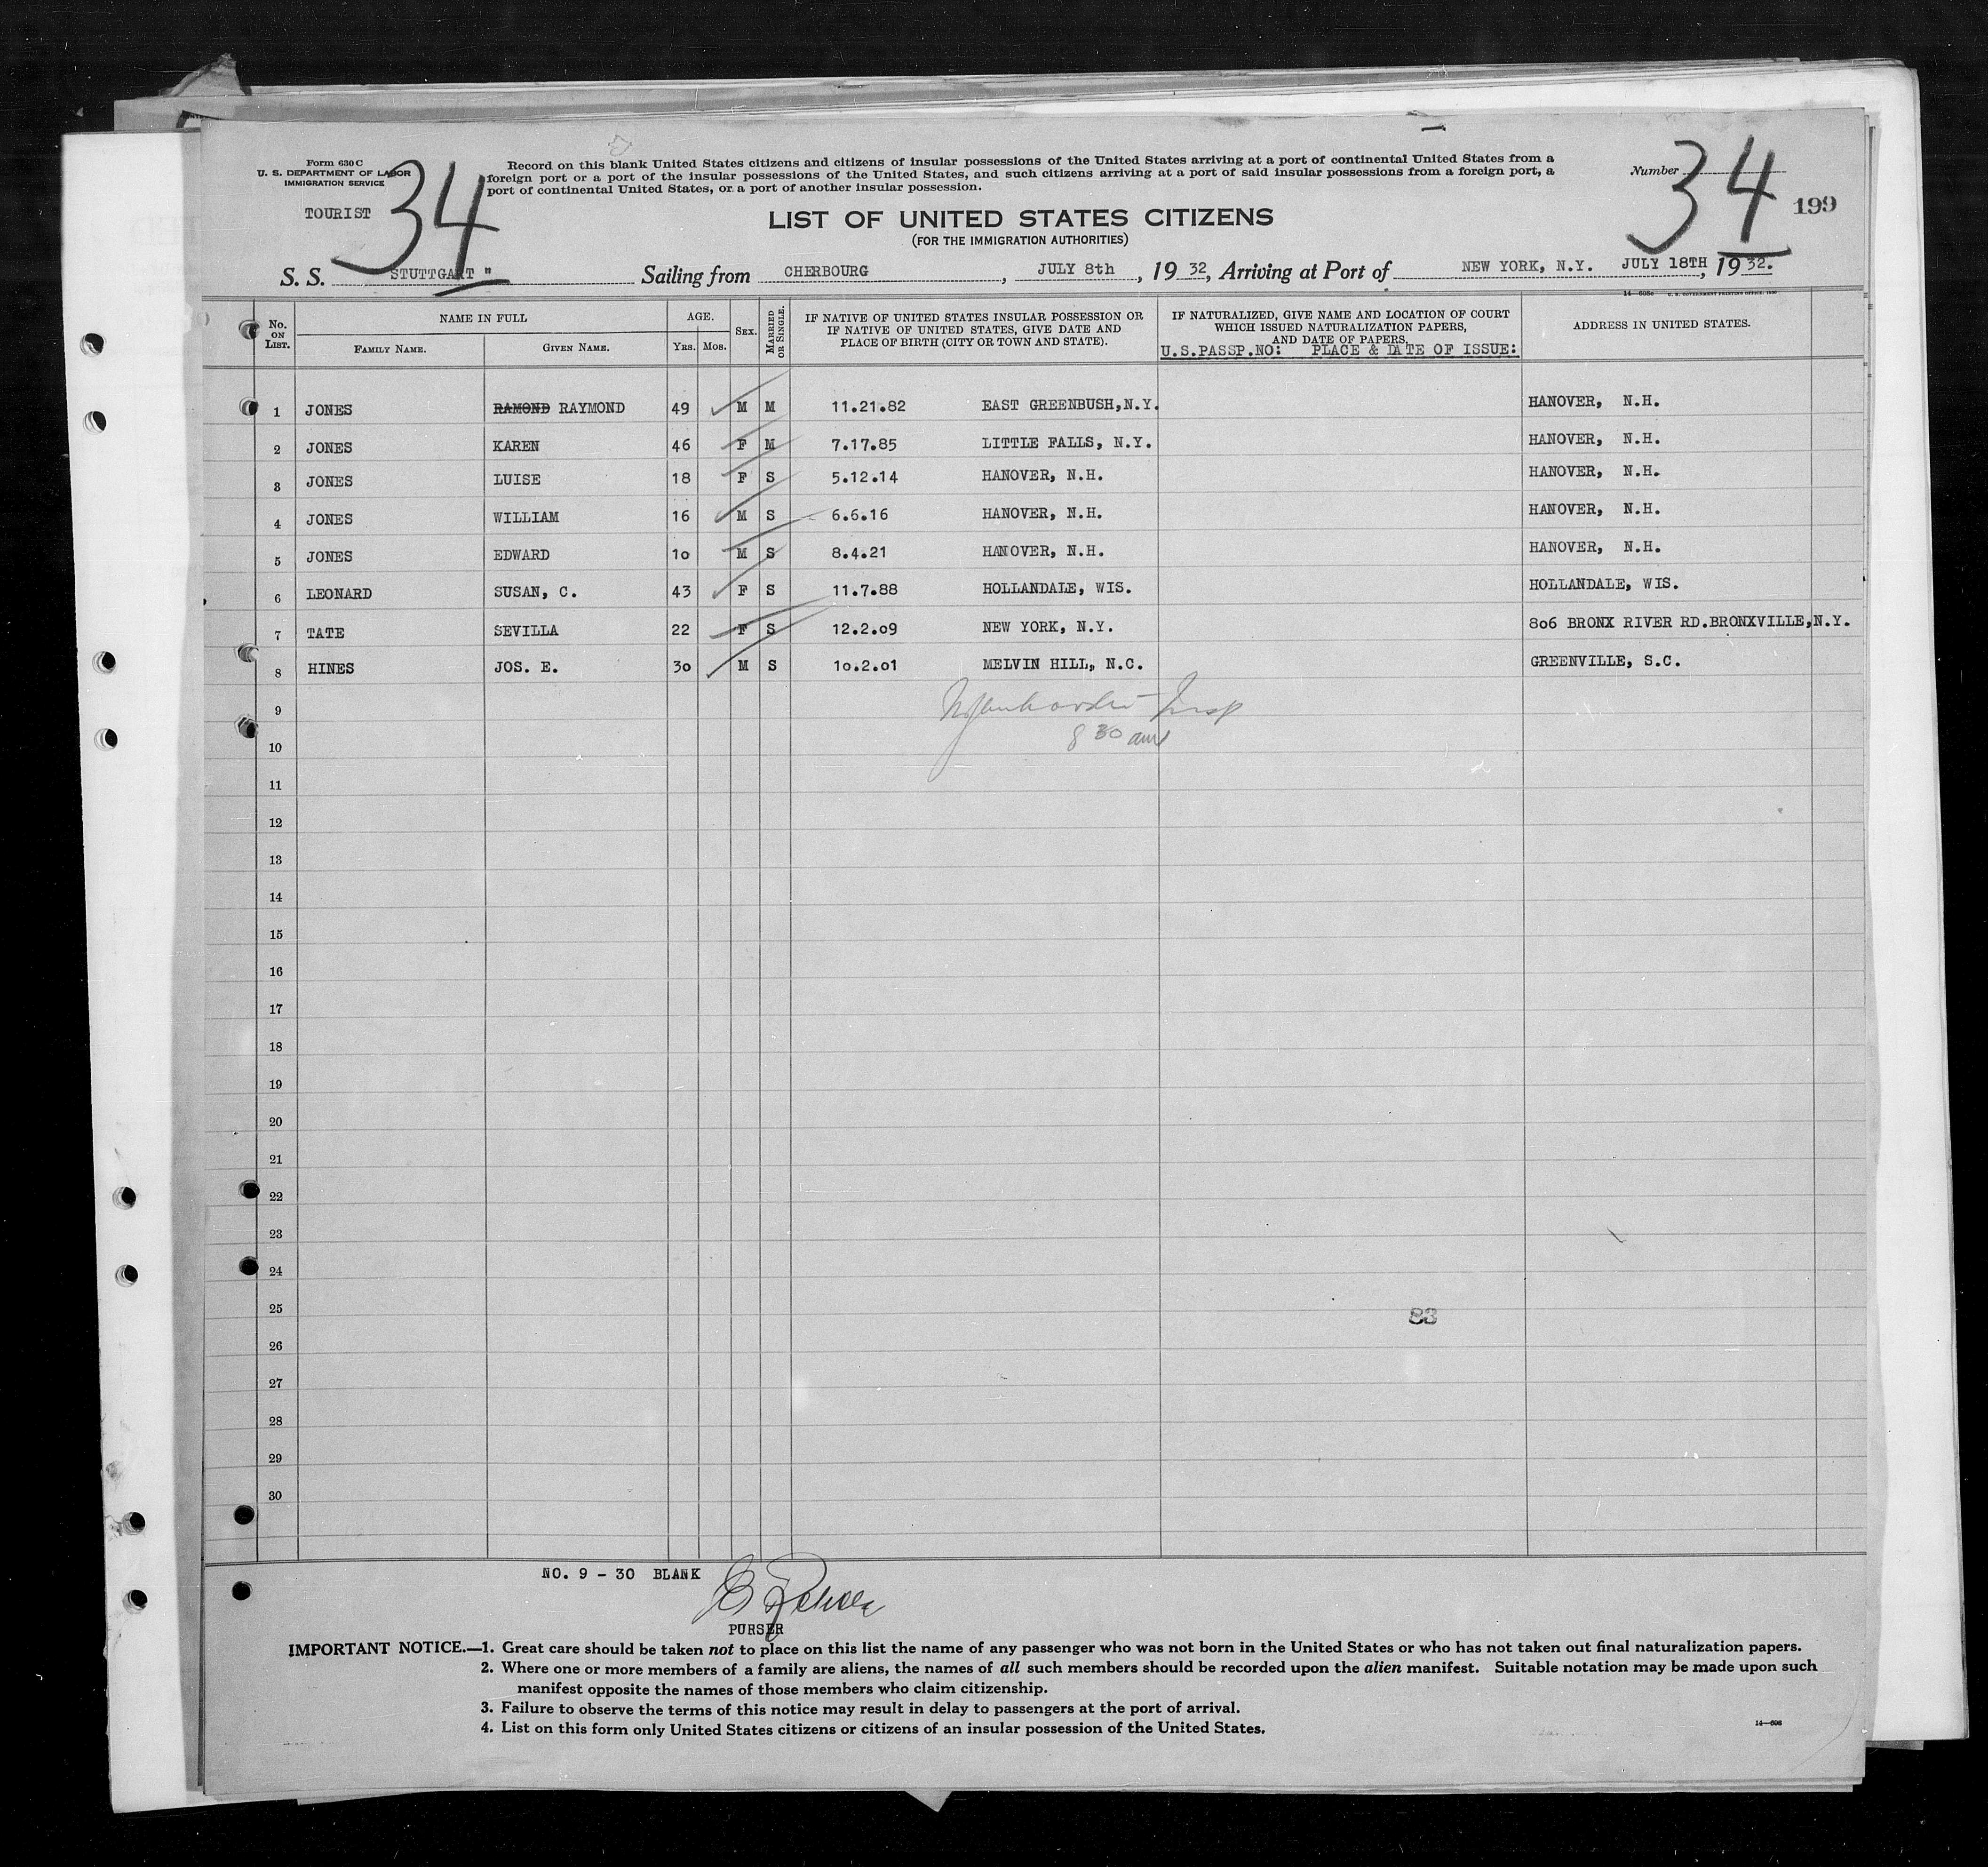 Form 630 C
U. S. DEPARTMENT OF LABOR
IMMIGRATION SERVICE
TOURIST
34
Record on this blank United States citizens and citizens of insular possessions of the United States arriving at a port of continental United States from a
foreign port or a port of the insular possessions of the United States, and such citizens arriving at a port of said insular possessions from a foreign port, a
port of continental United States, or a port of another insular possession.
Number 34
199
LIST OF UNITED STATES CITIZENS
(FOR THE IMMIGRATION AUTHORITIES)
S. S. STUTTGART " Sailing from CHERBOURG, JULY 8th, 1932, Arriving at Port of NEW YORK, N.Y. JULY 18TH, 1932.
14—608c U. S. GOVERNMENT PRINTING OFFICE: 1930
No. ON LIST. NAME IN FULL FAMILY NAME. GIVEN NAME. AGE. YRS. MOS. SEX. MARRIED OR SINGLE.
IF NATIVE OF UNITED STATES INSULAR POSSESSION OR
IF NATIVE OF UNITED STATES, GIVE DATE AND
PLACE OF BIRTH (CITY OR TOWN AND STATE).
IF NATURALIZED, GIVE NAME AND LOCATION OF COURT
WHICH ISSUED NATURALIZATION PAPERS,
AND DATE OF PAPERS.
U.S.PASSP.NO: PLACE & DATE OF ISSUE:
ADDRESS IN UNITED STATES.
1 JONES RAMOND RAYMOND 49 M M 11.21.82 EAST GREENBUSH,N.Y. HANOVER, N.H.
2 JONES KAREN 46 F M 7.17.85 LITTLE FALLS, N.Y. HANOVER, N.H.
3 JONES LUISE 18 F S 5.12.14 HANOVER, N.H. HANOVER, N.H.
4 JONES WILLIAM 16 M S 6.6.16 HANOVER, N.H. HANOVER, N.H.
5 JONES EDWARD 10 M S 8.4.21 HANOVER, N.H. HANOVER, N.H.
6 LEONARD SUSAN, C. 43 F S 11.7.88 HOLLANDALE, WIS. HOLLANDALE, WIS.
7 TATE SEVILLA 22 F S 12.2.09 NEW YORK, N.Y. 806 BRONX RIVER RD.BRONXVILLE,N.Y.
8 HINES JOS. E. 30 M S 10.2.01 MELVIN HILL, N.C. GREENVILLE, S.C.
9
Insp
8 30 am
10
11
12
13
14
15
16
17
18
19
20
21
22
23
24
25
83
26
27
28
29
30
NO. 9 - 30 BLANK
PURSER
IMPORTANT NOTICE.—1. Great care should be taken not to place on this list the name of any passenger who was not born in the United States or who has not taken out final naturalization papers.
2. Where one or more members of a family are aliens, the names of all such members should be recorded upon the alien manifest. Suitable notation may be made upon such
manifest opposite the names of those members who claim citizenship.
3. Failure to observe the terms of this notice may result in delay to passengers at the port of arrival.
4. List on this form only United States citizens or citizens of an insular possession of the United States.
14—608